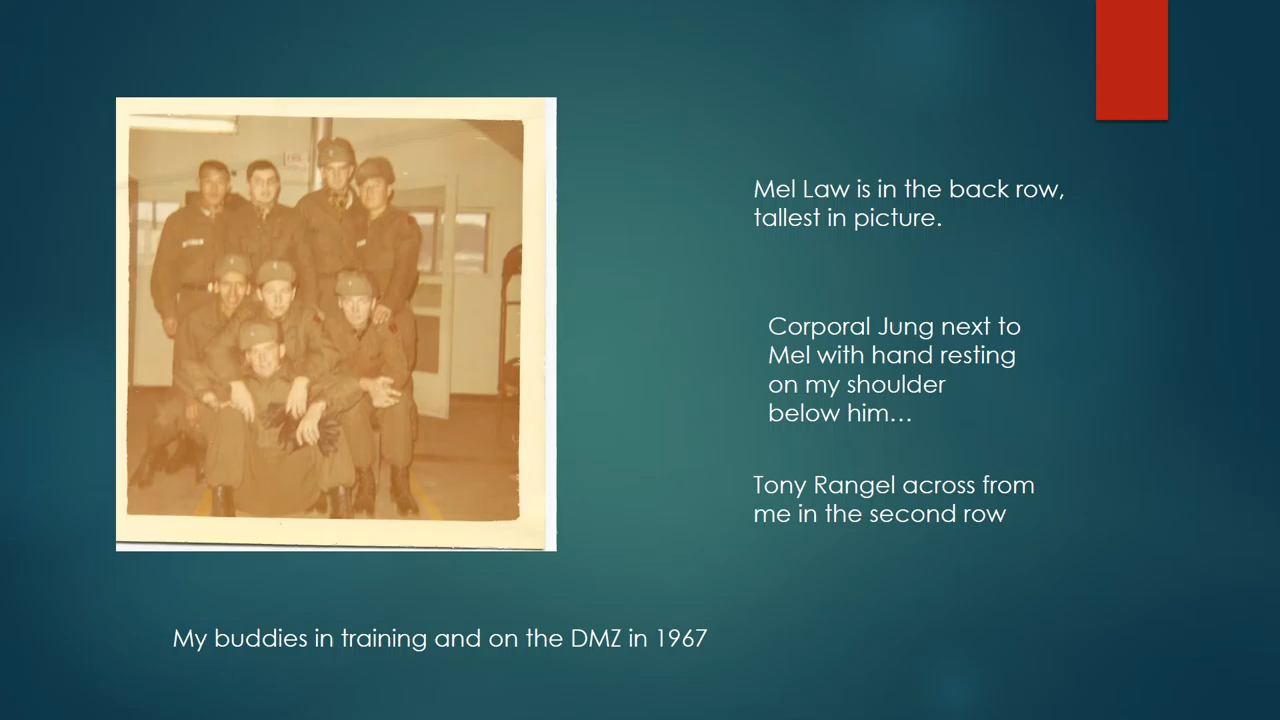 Mel Law is in the back row,
tallest in picture.
Corporal Jung next to
Mel with hand resting
on my shoulder
below him...
Tony Rangel across from
me in the second row
My buddies in training and on the DMZ in 1967